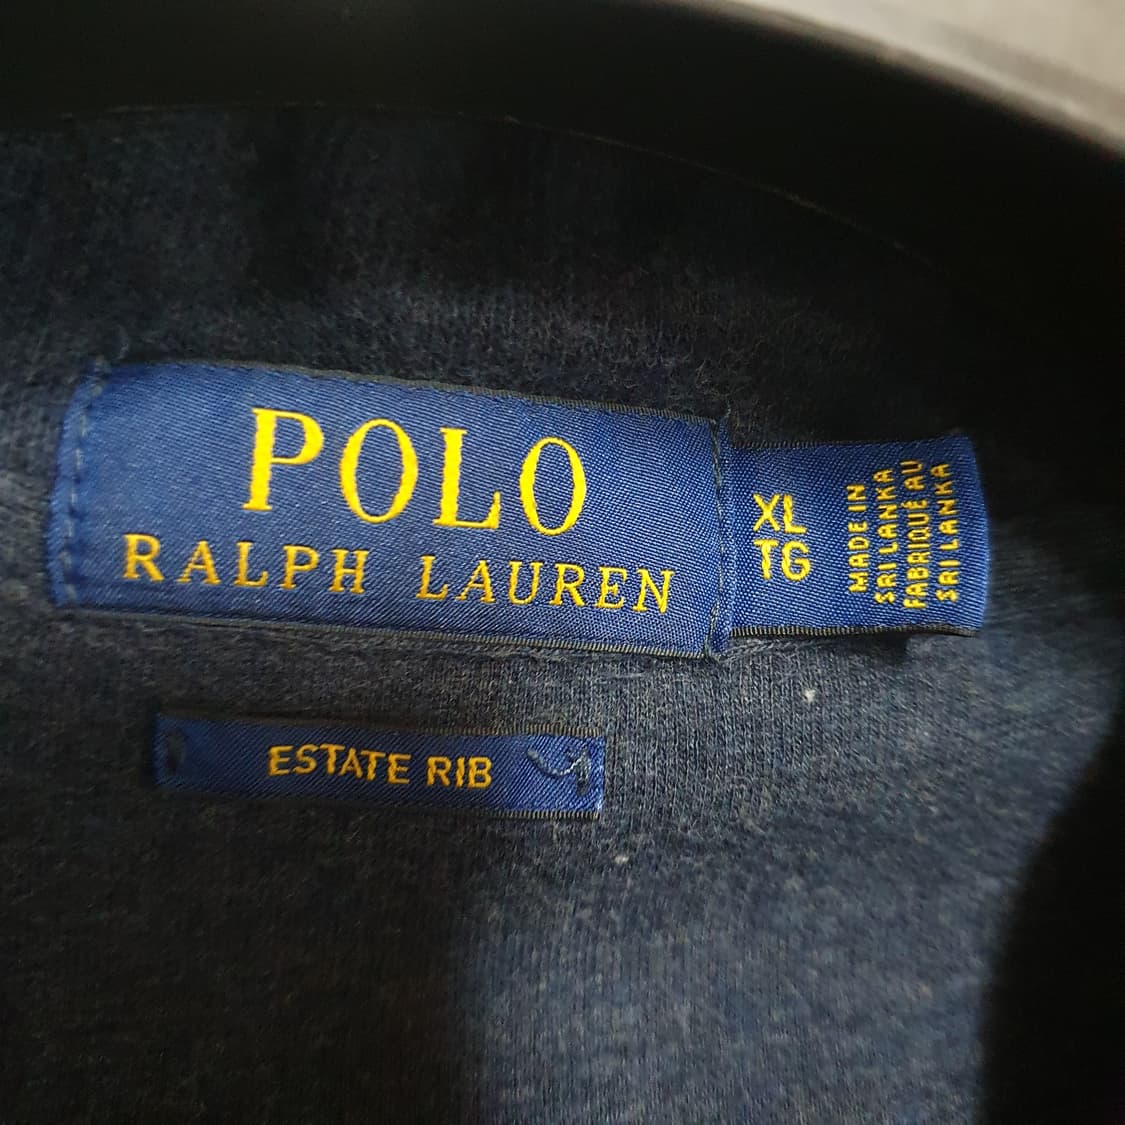 POLO
RALPH LAUREN
XL
TG
MADE IN
SRI LANKA
FABRIQUÉ AU
SRI LANKA
ESTATE RIB